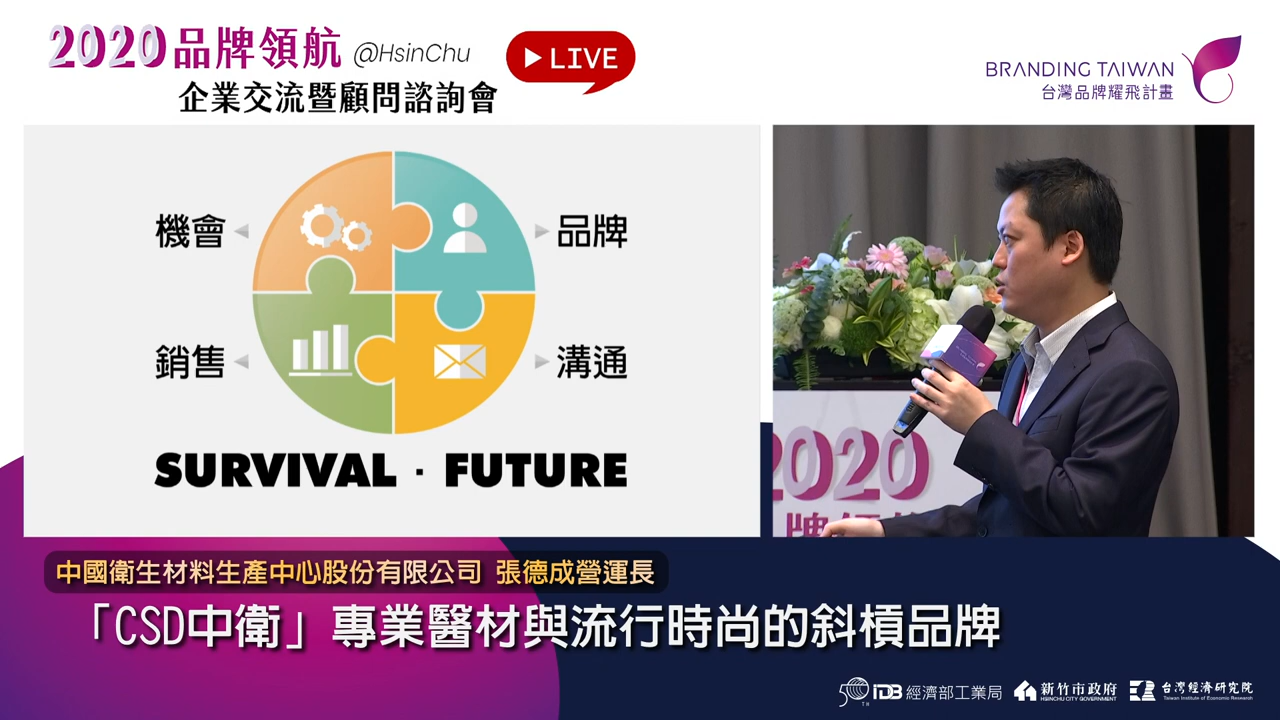 2020品牌領航 @HsinChu
企業交流暨顧問諮詢會
LIVE
BRANDING TAIWAN
台灣品牌耀飛計畫
機會
品牌
銷售
溝通
SURVIVAL · FUTURE
2020
中國衛生材料生產中心股份有限公司 張德成營運長
「CSD中衛」專業醫材與流行時尚的斜槓品牌
50TH IDB 經濟部工業局
新竹市政府
HSINCHU CITY GOVERNMENT
台灣經濟研究院
Taiwan Institute of Economic Research